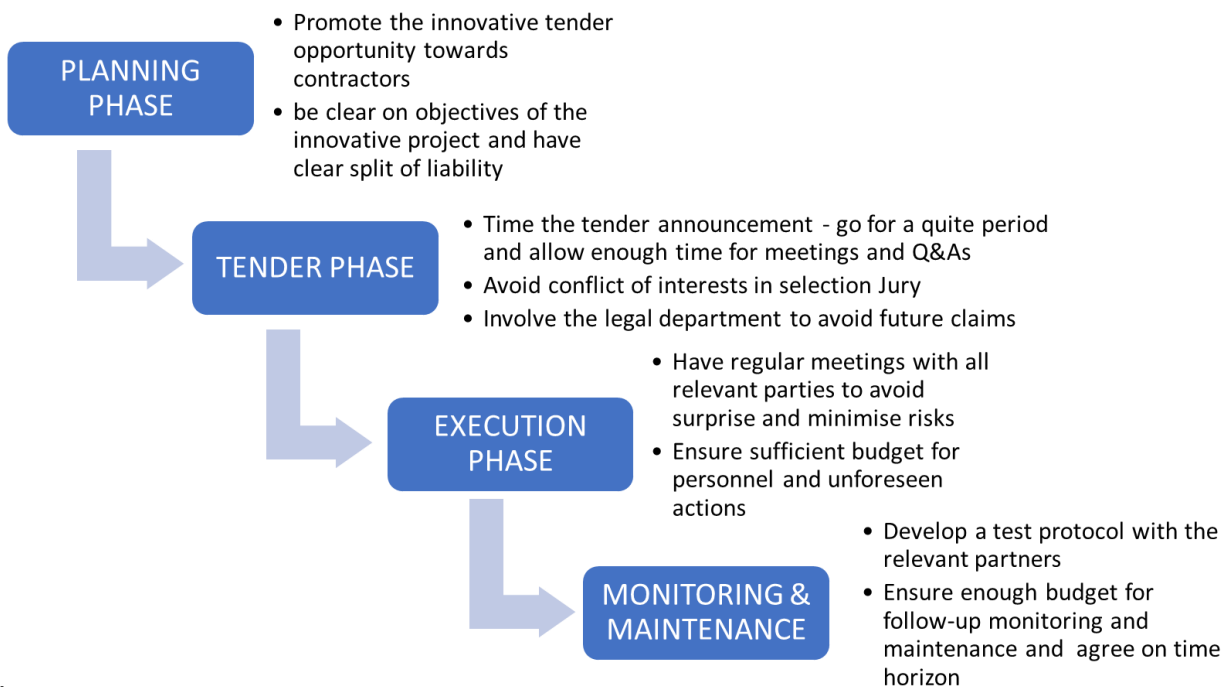 PLANNING
PHASE
• Promote the innovative tender
opportunity towards
contractors
• be clear on objectives of the
innovative project and have
clear split of liability
TENDER PHASE
• Time the tender announcement - go for a quite period
and allow enough time for meetings and Q&As
• Avoid conflict of interests in selection Jury
• Involve the legal department to avoid future claims
EXECUTION
PHASE
• Have regular meetings with all
relevant parties to avoid
surprise and minimise risks
• Ensure sufficient budget for
personnel and unforeseen
actions
MONITORING &
MAINTENANCE
• Develop a test protocol with the
relevant partners
• Ensure enough budget for
follow-up monitoring and
maintenance and agree on time
horizon